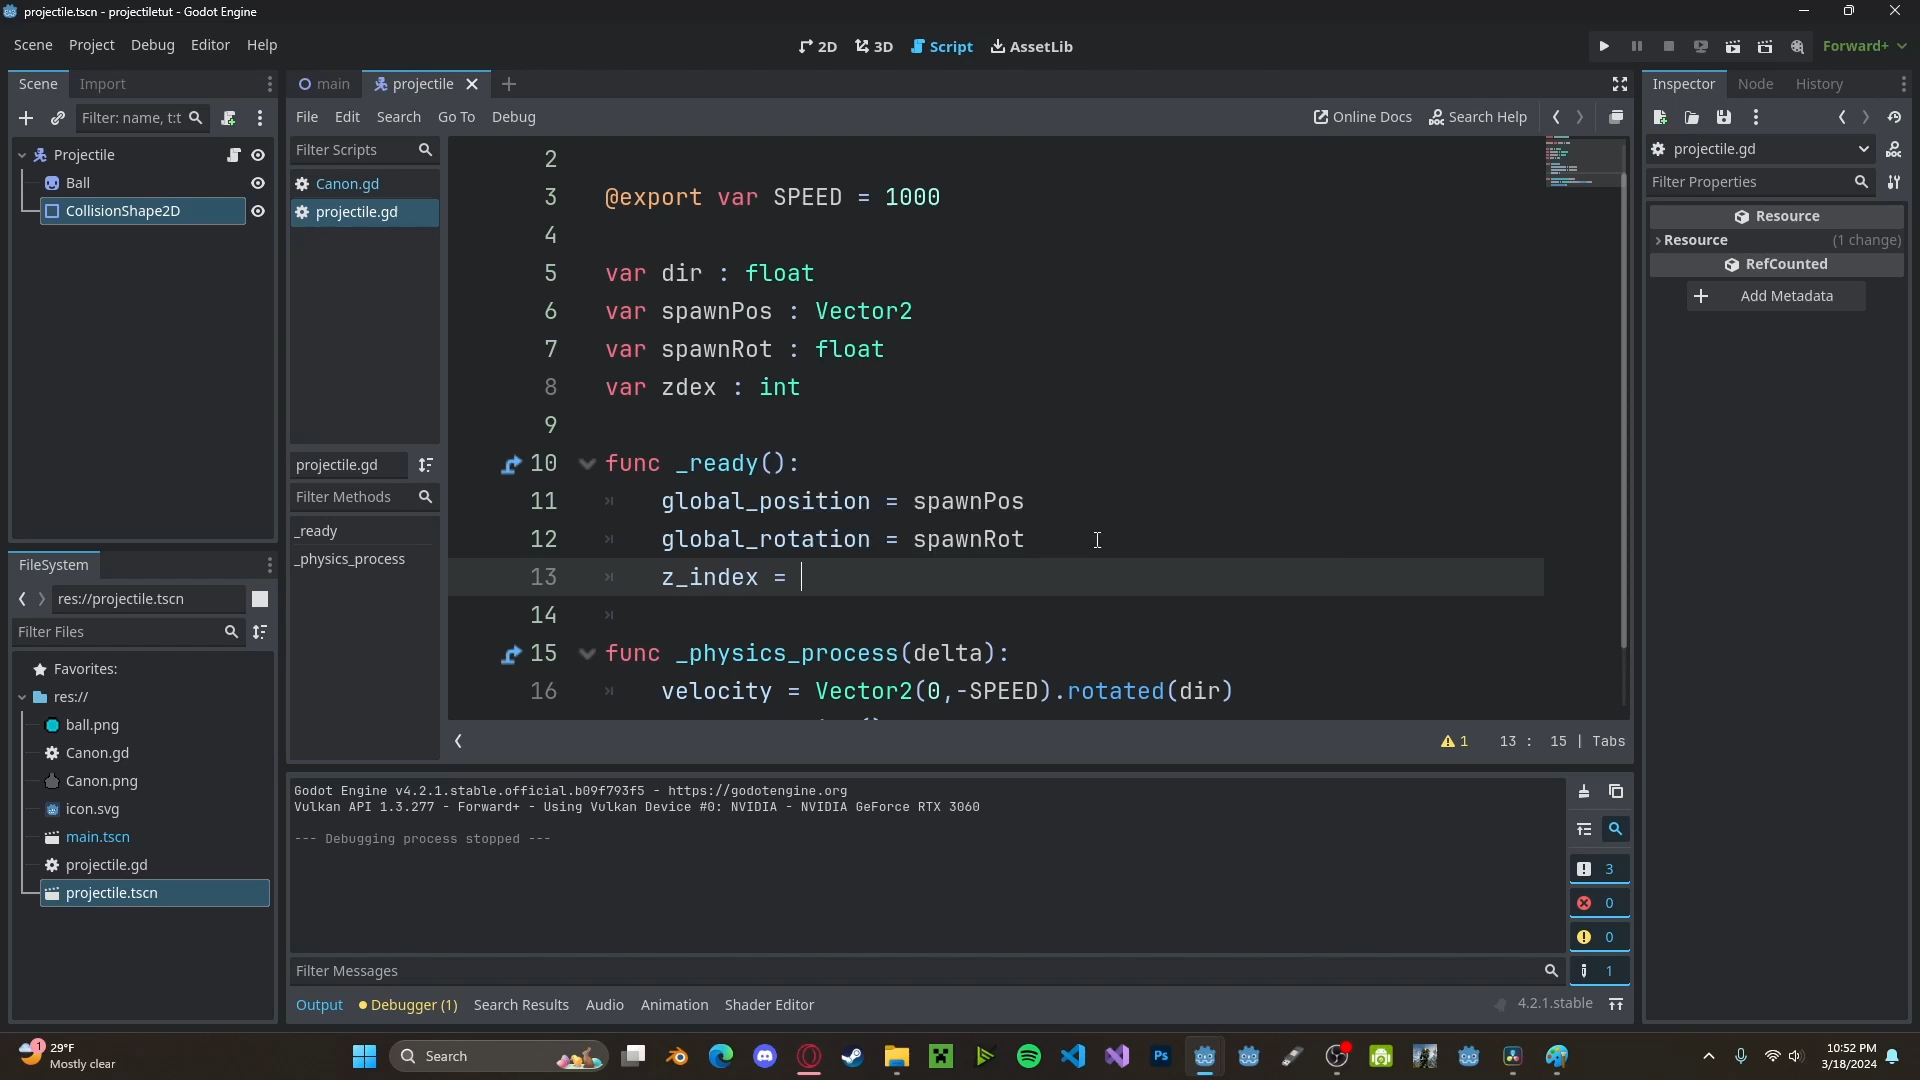 projectile.tscn - projectiletut - Godot Engine
Scene Project Debug Editor Help
2D 3D Script AssetLib
Forward+
Scene Import
main projectile
Inspector Node History
Filter: name, t:t
File Edit Search Go To Debug
Online Docs Search Help
Filter Scripts
Canon.gd
projectile.gd
projectile.gd
Filter Methods
_ready
_physics_process
Projectile
Ball
CollisionShape2D
2
3 @export var SPEED = 1000
4
5 var dir : float
6 var spawnPos : Vector2
7 var spawnRot : float
8 var zdex : int
9
10 func _ready():
11 global_position = spawnPos
12 global_rotation = spawnRot
13 z_index =
14
15 func _physics_process(delta):
16 velocity = Vector2(0,-SPEED).rotated(dir)
1 13 : 15 | Tabs
projectile.gd
Filter Properties
Resource
Resource (1 change)
RefCounted
Add Metadata
FileSystem
res://projectile.tscn
Filter Files
Favorites:
res://
ball.png
Canon.gd
Canon.png
icon.svg
main.tscn
projectile.gd
projectile.tscn
Godot Engine v4.2.1.stable.official.b09f793f5 - https://godotengine.org
Vulkan API 1.3.277 - Forward+ - Using Vulkan Device #0: NVIDIA - NVIDIA GeForce RTX 3060
--- Debugging process stopped ---
3
0
0
1
Filter Messages
Output Debugger (1) Search Results Audio Animation Shader Editor
4.2.1.stable
1
29°F
Mostly clear
Search
Ps
10:52 PM
3/18/2024